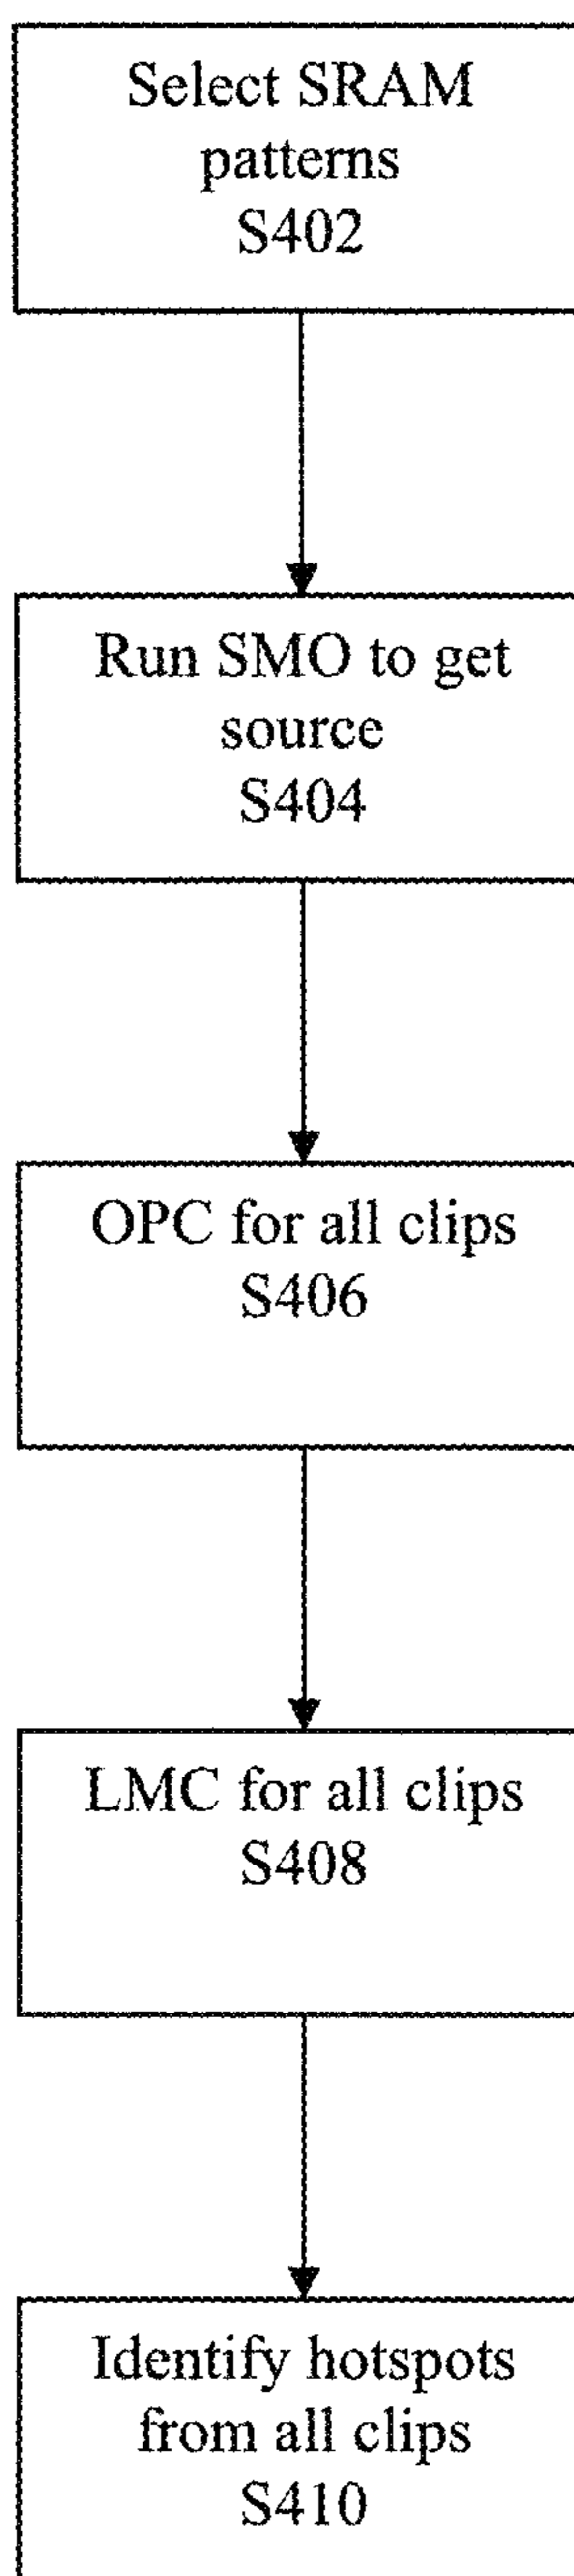 Select SRAM
patterns
S402
Run SMO to get
source
S404
OPC for all clips
S406
LMC for all clips
S408
Identify hotspots
from all clips
S410